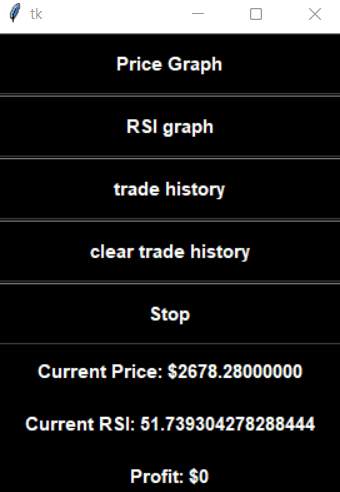 tk
Price Graph
RSI graph
trade history
clear trade history
Stop
Current Price: $2678.28000000
Current RSI: 51.739304278288444
Profit: $0